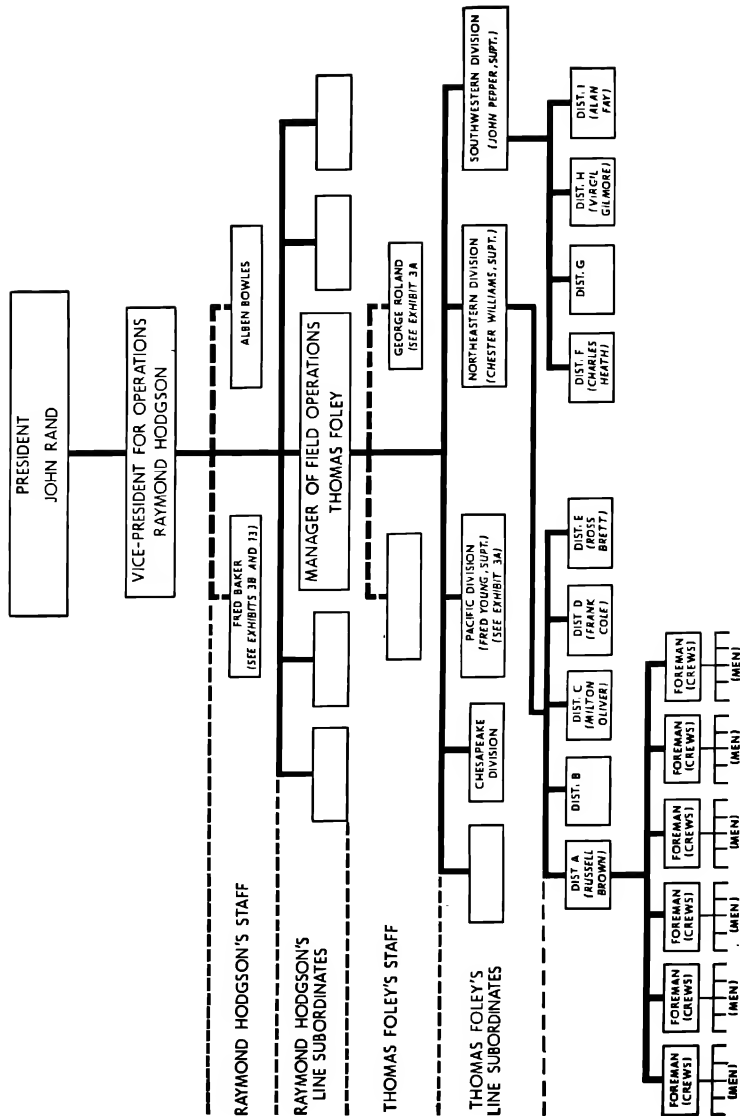 PRESIDENT
JOHN RAND
VICE-PRESIDENT FOR OPERATIONS
RAYMOND HODGSON
RAYMOND HODGSON'S STAFF
FRED BAKER
(SEE EXHIBITS 3B AND 13)
ALBEN BOWLES
RAYMOND HODGSON'S
LINE SUBORDINATES
MANAGER OF FIELD OPERATIONS
THOMAS FOLEY
THOMAS FOLEY'S STAFF
GEORGE ROLAND
(SEE EXHIBIT 3A)
THOMAS FOLEY'S
LINE SUBORDINATES
CHESAPEAKE
DIVISION
PACIFIC DIVISION
(FRED YOUNG, SUPT.)
(SEE EXHIBIT 3A)
NORTHEASTERN DIVISION
(CHESTER WILLIAMS, SUPT.)
SOUTHWESTERN DIVISION
(JOHN PEPPER, SUPT.)
DIST A
(RUSSELL
BROWN)
DIST. B
DIST. C
(MILTON
OLIVER)
DIST D
(FRANK
COLE)
DIST. E
(ROSS
BRETT)
DIST. F
(CHARLES
HEATH)
DIST. G
DIST. H
(VIRGIL
GILMORE)
DIST. I
(ALAN
FAY)
FOREMAN
(CREWS)
(MEN)
FOREMAN
(CREWS)
(MEN)
FOREMAN
(CREWS)
(MEN)
FOREMAN
(CREWS)
(MEN)
FOREMAN
(CREWS)
(MEN)
FOREMAN
(CREWS)
(MEN)